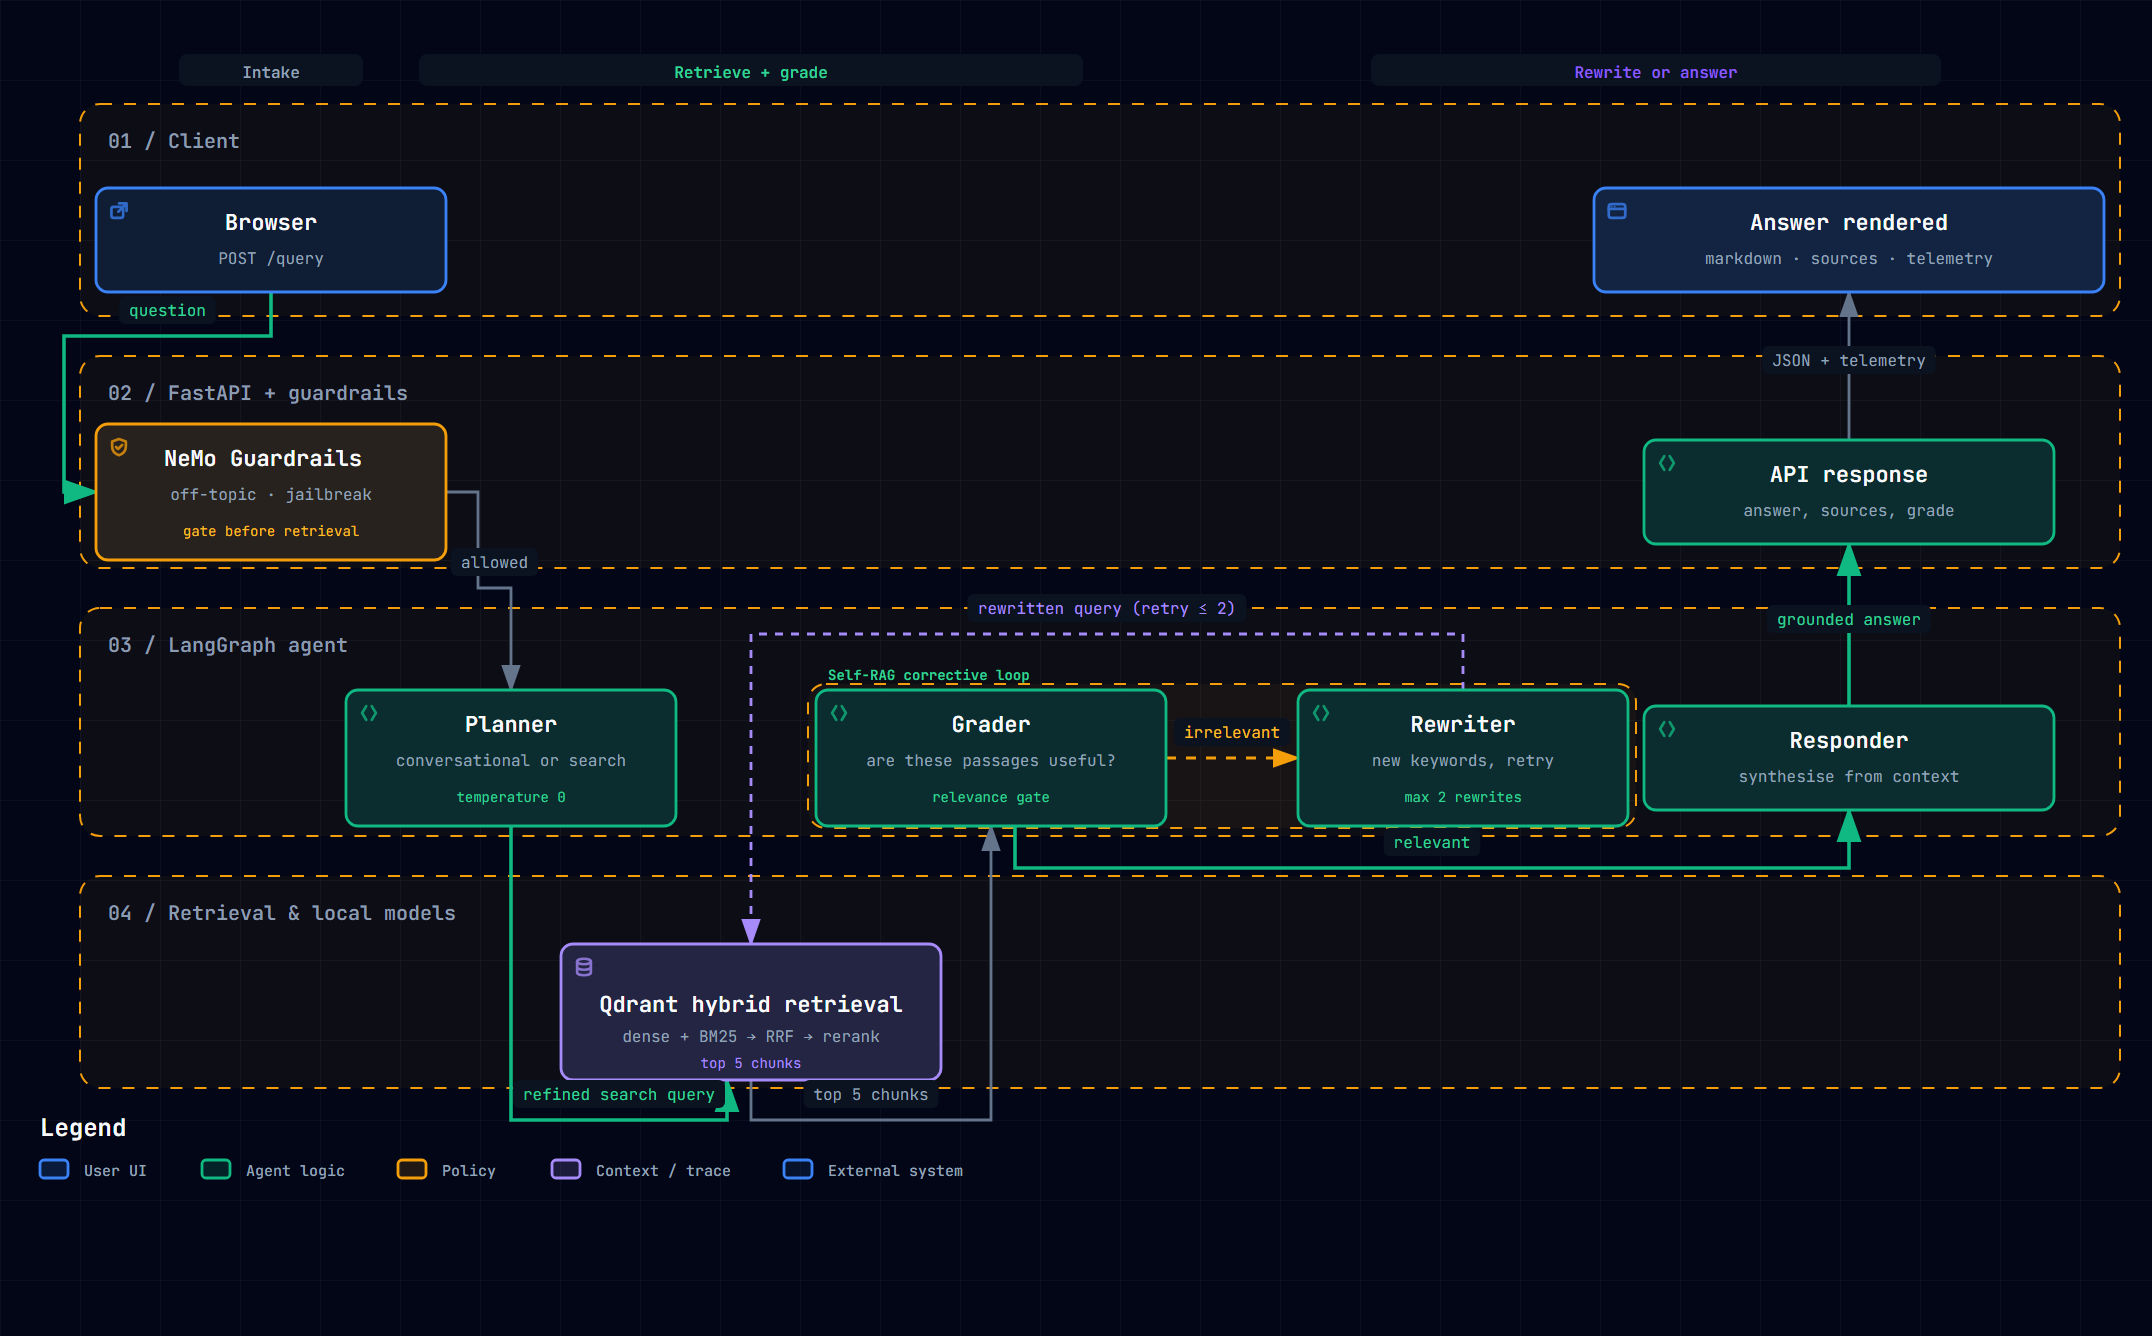 Intake
Retrieve + grade
Rewrite or answer
01 / Client
Browser
POST /query
Answer rendered
markdown · sources · telemetry
question
JSON + telemetry
02 / FastAPI + guardrails
NeMo Guardrails
off-topic · jailbreak
gate before retrieval
API response
answer, sources, grade
allowed
rewritten query (retry ≤ 2)
grounded answer
03 / LangGraph agent
Self-RAG corrective loop
Planner
conversational or search
temperature 0
Grader
are these passages useful?
relevance gate
irrelevant
Rewriter
new keywords, retry
max 2 rewrites
Responder
synthesise from context
relevant
04 / Retrieval & local models
Qdrant hybrid retrieval
dense + BM25 → RRF → rerank
top 5 chunks
refined search query
top 5 chunks
Legend
User UI
Agent logic
Policy
Context / trace
External system